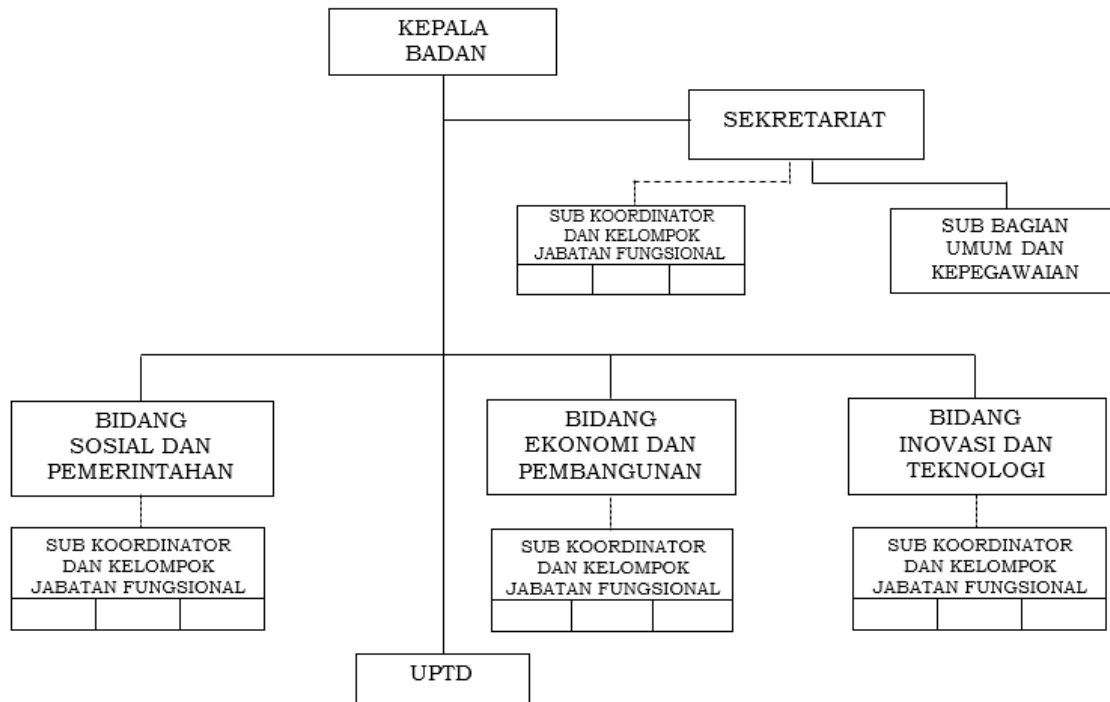 KEPALA
BADAN
SEKRETARIAT
SUB KOORDINATOR
DAN KELOMPOK
JABATAN FUNGSIONAL
SUB BAGIAN
UMUM DAN
KEPEGAWAIAN
BIDANG
SOSIAL DAN
PEMERINTAHAN
BIDANG
EKONOMI DAN
PEMBANGUNAN
BIDANG
INOVASI DAN
TEKNOLOGI
SUB KOORDINATOR
DAN KELOMPOK
JABATAN FUNGSIONAL
SUB KOORDINATOR
DAN KELOMPOK
JABATAN FUNGSIONAL
SUB KOORDINATOR
DAN KELOMPOK
JABATAN FUNGSIONAL
UPTD